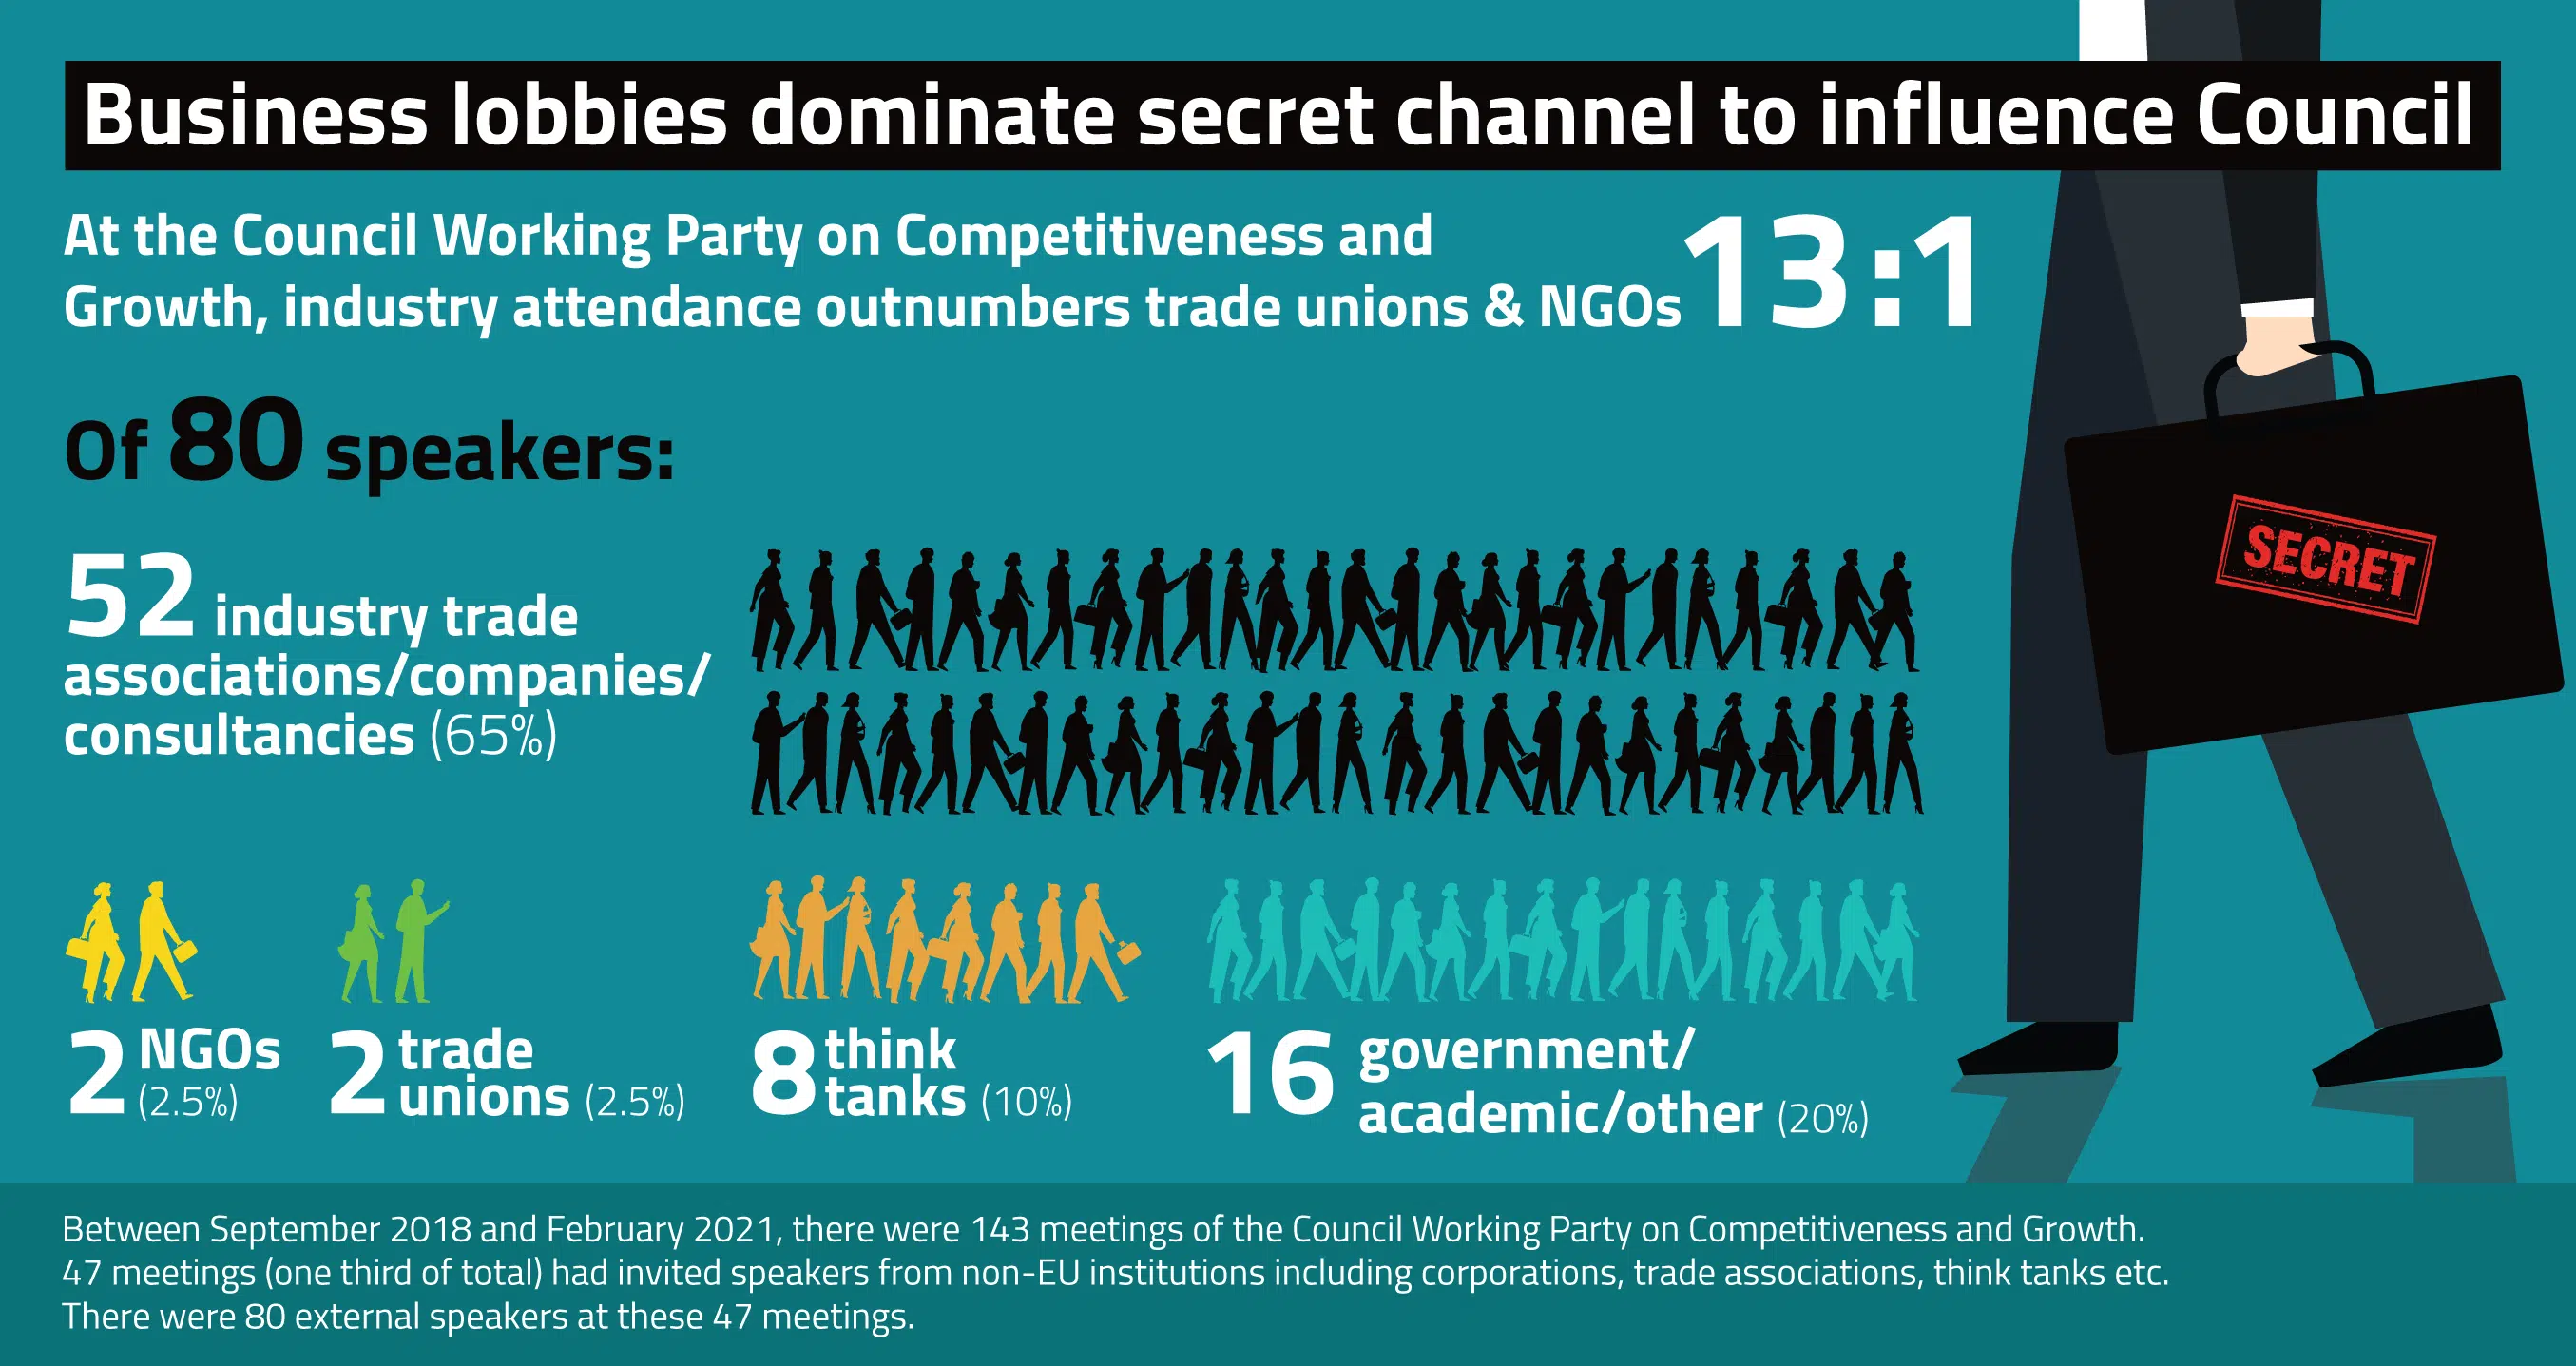 Business lobbies dominate secret channel to influence Council
At the Council Working Party on Competitiveness and
Growth, industry attendance outnumbers trade unions & NGOs 13:1
Of 80 speakers:
52 industry trade
associations/companies/
consultancies (65%)
SECRET
2 NGOs
(2.5%)
2 trade
unions (2.5%)
8 think
tanks (10%)
16 government/
academic/other (20%)
Between September 2018 and February 2021, there were 143 meetings of the Council Working Party on Competitiveness and Growth.
47 meetings (one third of total) had invited speakers from non-EU institutions including corporations, trade associations, think tanks etc.
There were 80 external speakers at these 47 meetings.